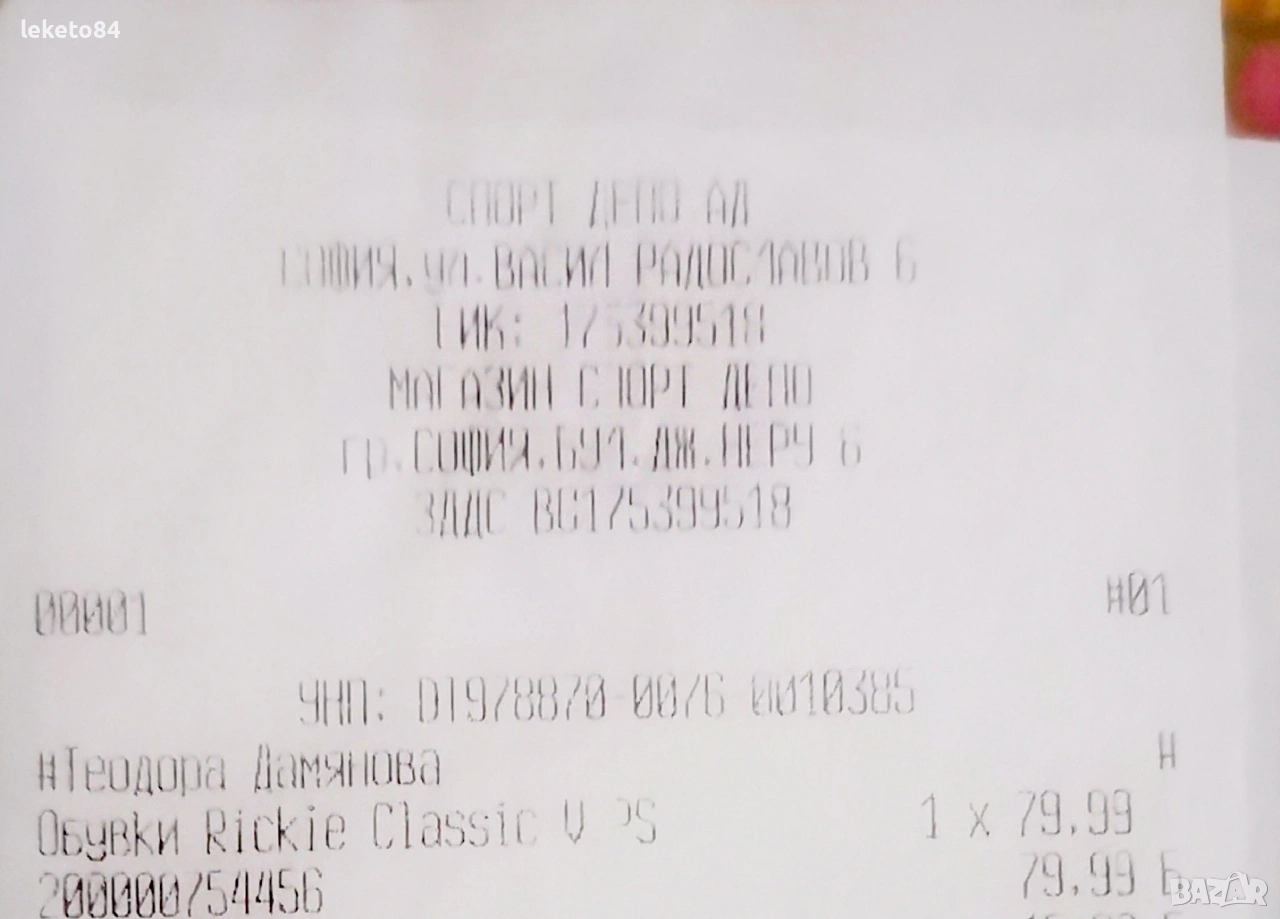 leketo84
СПОРТ ДЕПО АД
СОФИЯ,ул.ВАСИЛ РАДОСЛАВОВ 6
ЕИК: 175399518
МАГАЗИН СПОРТ ДЕПО
гр.СОФИЯ,БУЛ.ДЖ.НЕРУ 6
ЗДДС BG175399518
00001 #01
УНП: DT978870-0076-0010385
#Теодора Дамянова #
Обувки Rickie Classic V PS 1 x 79,99
200000754456 79,99 Б
BAZAR